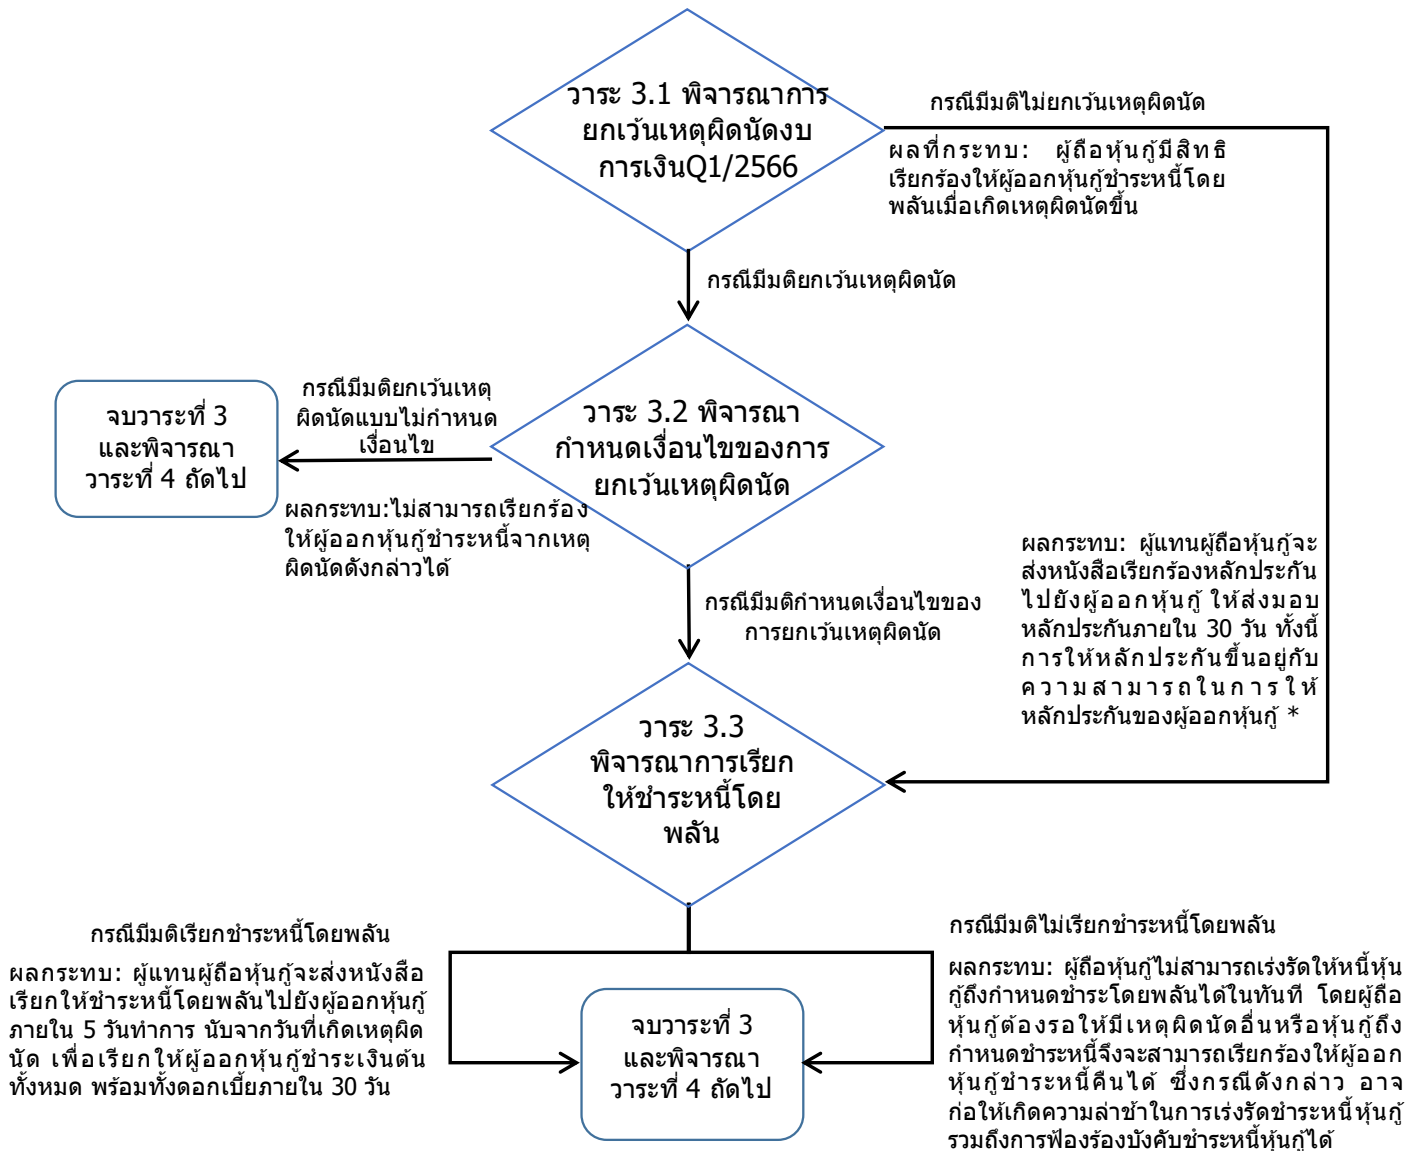 วาระ 3.1 พิจารณาการ
ยกเว้นเหตุผิดนัดงบ
การเงินQ1/2566
กรณีมีมติไม่ยกเว้นเหตุผิดนัด
ผลที่กระทบ: ผู้ถือหุ้นกู้มีสิทธิ
เรียกร้องให้ผู้ออกหุ้นกู้ชำระหนี้โดย
พลันเมื่อเกิดเหตุผิดนัดขึ้น
กรณีมีมติยกเว้นเหตุผิดนัด
วาระ 3.2 พิจารณา
กำหนดเงื่อนไขของการ
ยกเว้นเหตุผิดนัด
กรณีมีมติยกเว้นเหตุ
ผิดนัดแบบไม่กำหนด
เงื่อนไข
จบวาระที่ 3
และพิจารณา
วาระที่ 4 ถัดไป
ผลกระทบ:ไม่สามารถเรียกร้อง
ให้ผู้ออกหุ้นกู้ชำระหนี้จากเหตุ
ผิดนัดดังกล่าวได้
กรณีมีมติกำหนดเงื่อนไขของ
การยกเว้นเหตุผิดนัด
ผลกระทบ: ผู้แทนผู้ถือหุ้นกู้จะ
ส่งหนังสือเรียกร้องหลักประกัน
ไปยังผู้ออกหุ้นกู้ ให้ส่งมอบ
หลักประกันภายใน 30 วัน ทั้งนี้
การให้หลักประกันขึ้นอยู่กับ
ความสามารถในการให้
หลักประกันของผู้ออกหุ้นกู้ *
วาระ 3.3
พิจารณาการเรียก
ให้ชำระหนี้โดย
พลัน
กรณีมีมติเรียกชำระหนี้โดยพลัน
ผลกระทบ: ผู้แทนผู้ถือหุ้นกู้จะส่งหนังสือ
เรียกให้ชำระหนี้โดยพลันไปยังผู้ออกหุ้นกู้
ภายใน 5 วันทำการ นับจากวันที่เกิดเหตุผิด
นัด เพื่อเรียกให้ผู้ออกหุ้นกู้ชำระเงินต้น
ทั้งหมด พร้อมทั้งดอกเบี้ยภายใน 30 วัน
จบวาระที่ 3
และพิจารณา
วาระที่ 4 ถัดไป
กรณีมีมติไม่เรียกชำระหนี้โดยพลัน
ผลกระทบ: ผู้ถือหุ้นกู้ไม่สามารถเร่งรัดให้หนี้หุ้น
กู้ถึงกำหนดชำระโดยพลันได้ในทันที โดยผู้ถือ
หุ้นกู้ต้องรอให้มีเหตุผิดนัดอื่นหรือหุ้นกู้ถึง
กำหนดชำระหนี้จึงจะสามารถเรียกร้องให้ผู้ออก
หุ้นกู้ชำระหนี้คืนได้ ซึ่งกรณีดังกล่าว อาจ
ก่อให้เกิดความล่าช้าในการเร่งรัดชำระหนี้หุ้นกู้
รวมถึงการฟ้องร้องบังคับชำระหนี้หุ้นกู้ได้